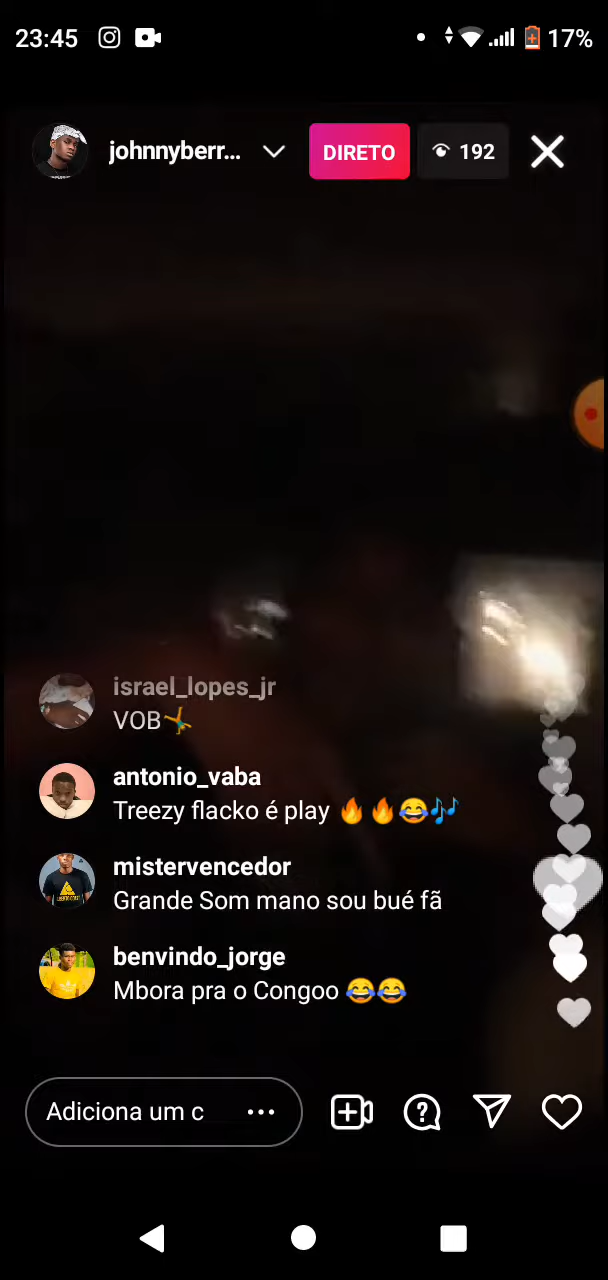 23:45 17%
johnnyberr... DIRETO 192
israel_lopes_jr
VOB🤸‍♂️
antonio_vaba
Treezy flacko é play 🔥🔥😂🎶
mistervencedor
Grande Som mano sou bué fã
benvindo_jorge
Mbora pra o Congoo 😂😂
Adiciona um c ...